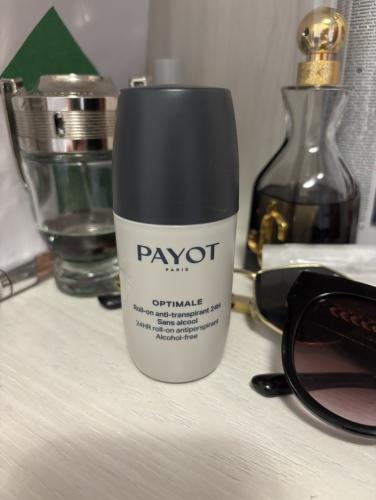 PAYOT
PARIS
OPTIMALE
Roll-on anti-transpirant 24H
Sans alcool
24HR roll-on antiperspirant
Alcohol-free